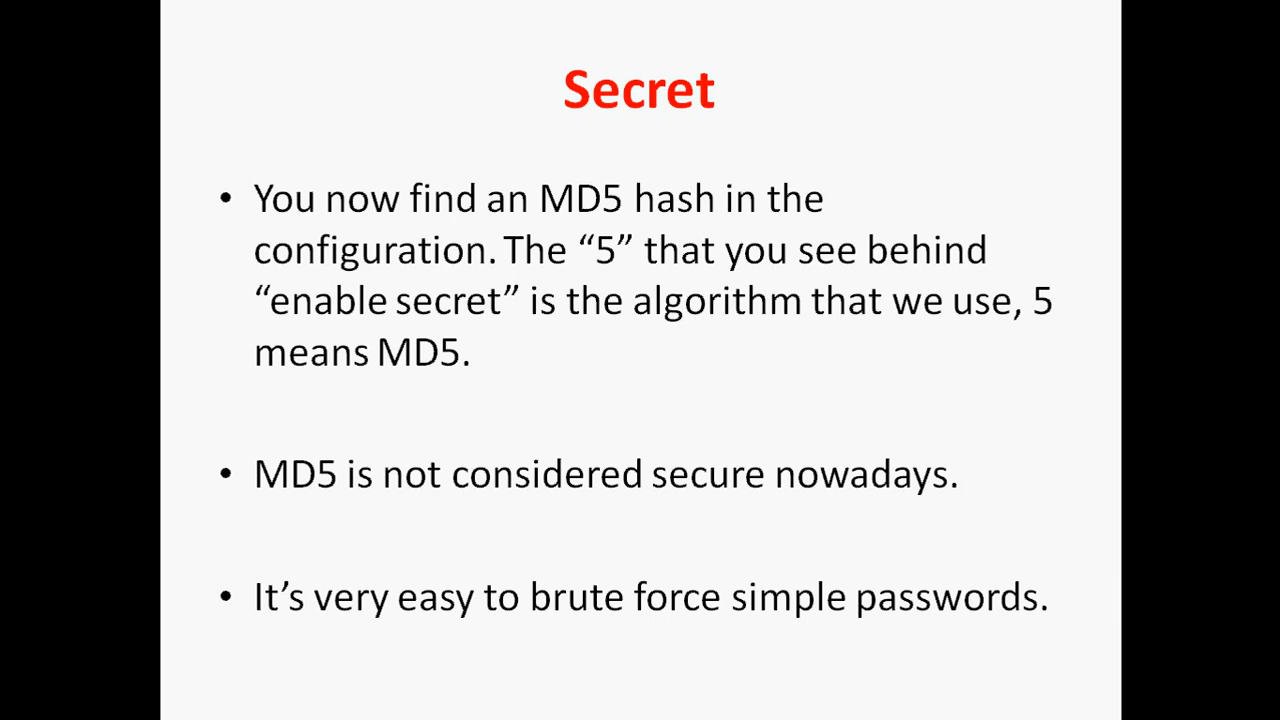 Secret
• You now find an MD5 hash in the
configuration. The “5” that you see behind
“enable secret” is the algorithm that we use, 5
means MD5.
• MD5 is not considered secure nowadays.
• It’s very easy to brute force simple passwords.